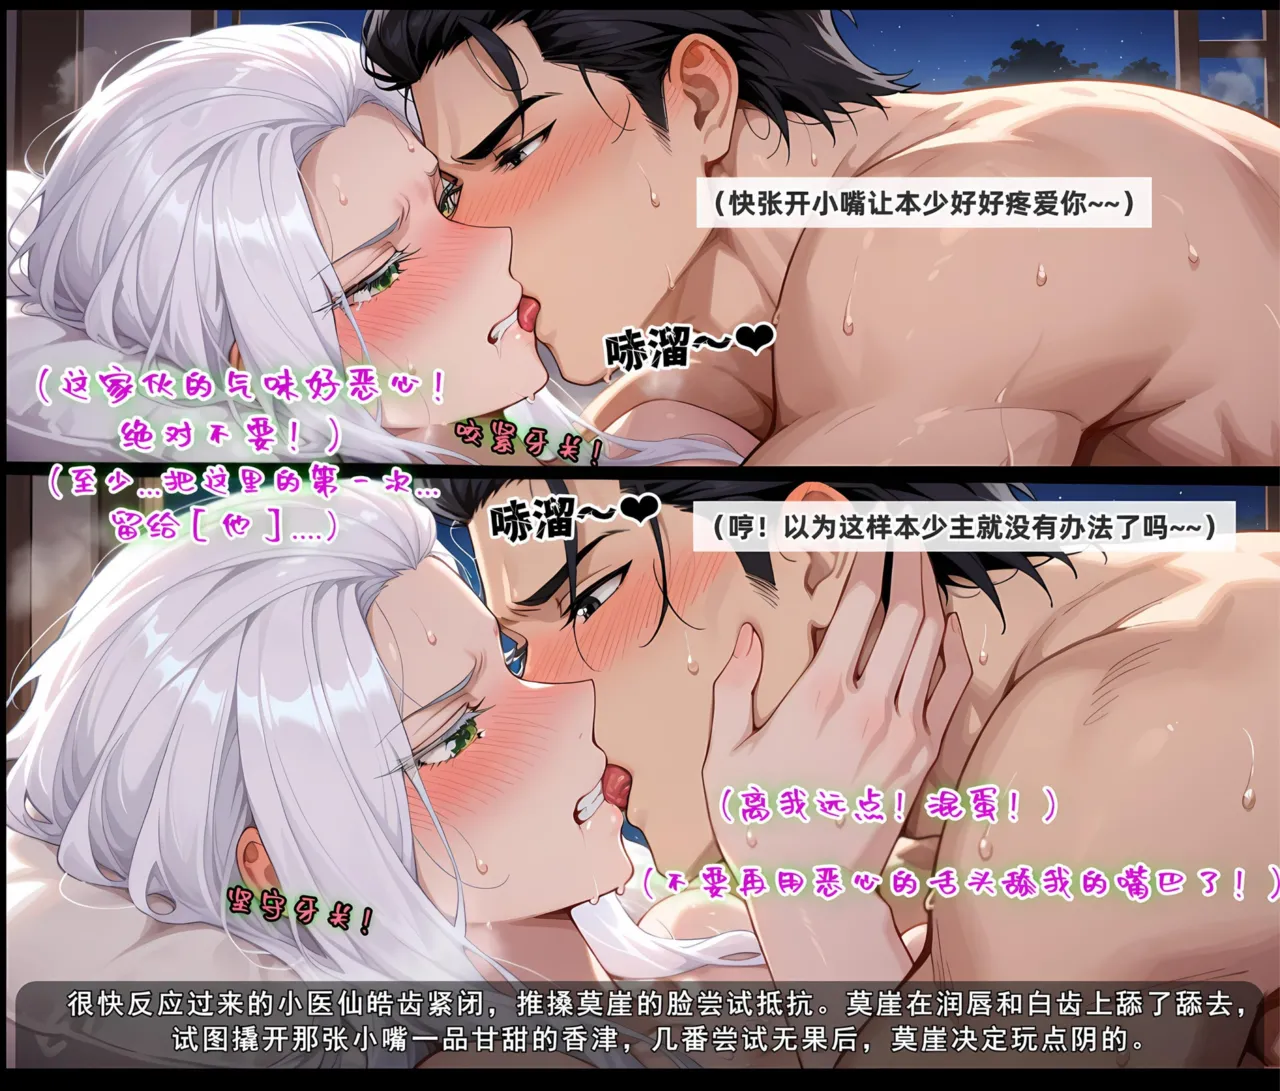 （快张开小嘴让本少好好疼爱你~~）
哧溜～❤
（这家伙的气味好恶心！
绝对不要！）
咬紧牙关！
（至少...把这里的第一次...
留给［他］....）
哧溜～❤
（哼！以为这样本少主就没有办法了吗~~）
（离我远点！混蛋！）
（不要再用恶心的舌头舔我的嘴巴了！）
坚守牙关！
很快反应过来的小医仙皓齿紧闭，推搡莫崖的脸尝试抵抗。莫崖在润唇和白齿上舔了舔去，
试图撬开那张小嘴一品甘甜的香津，几番尝试无果后，莫崖决定玩点阴的。